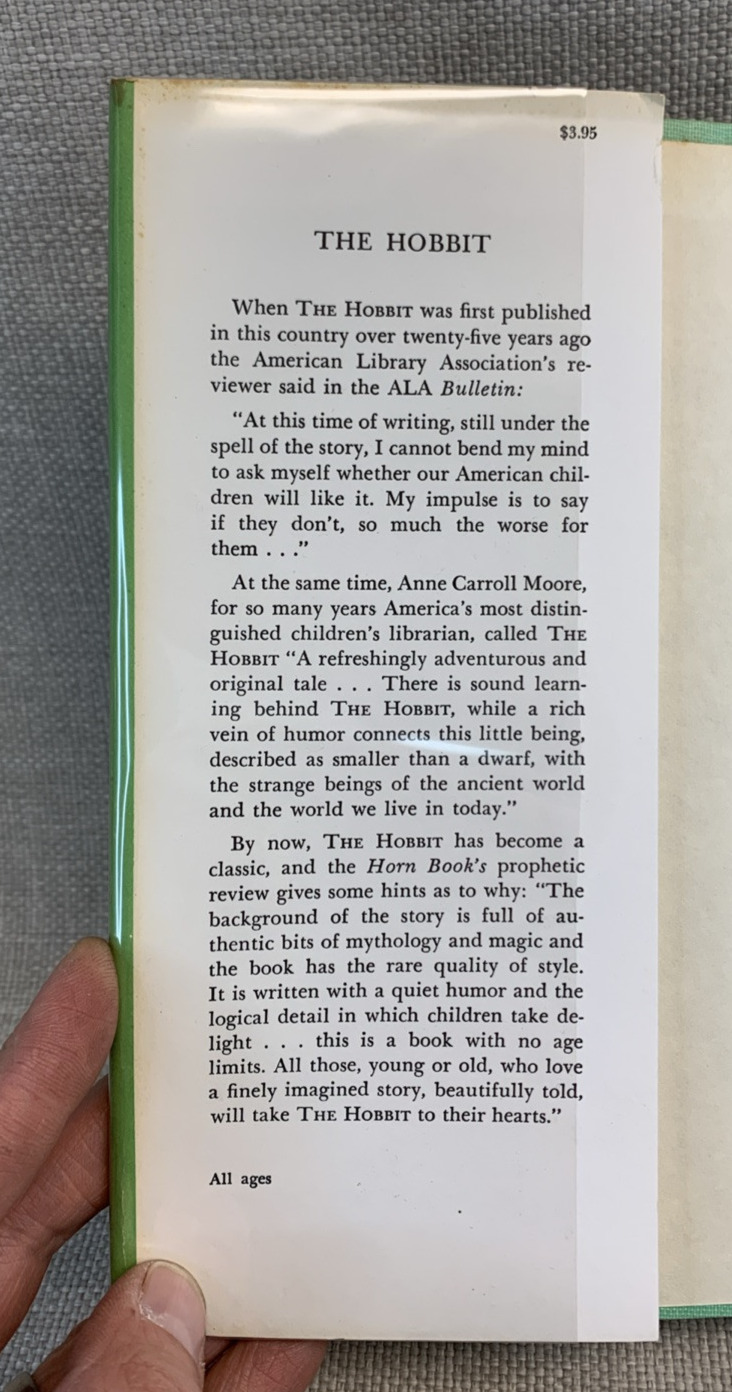 $3.95
THE HOBBIT
When THE HOBBIT was first published
in this country over twenty-five years ago
the American Library Association's re-
viewer said in the ALA Bulletin:
"At this time of writing, still under the
spell of the story, I cannot bend my mind
to ask myself whether our American chil-
dren will like it. My impulse is to say
if they don't, so much the worse for
them . . ."
At the same time, Anne Carroll Moore,
for so many years America's most distin-
guished children's librarian, called THE
HOBBIT "A refreshingly adventurous and
original tale . . . There is sound learn-
ing behind THE HOBBIT, while a rich
vein of humor connects this little being,
described as smaller than a dwarf, with
the strange beings of the ancient world
and the world we live in today."
By now, THE HOBBIT has become a
classic, and the Horn Book's prophetic
review gives some hints as to why: "The
background of the story is full of au-
thentic bits of mythology and magic and
the book has the rare quality of style.
It is written with a quiet humor and the
logical detail in which children take de-
light . . . this is a book with no age
limits. All those, young or old, who love
a finely imagined story, beautifully told,
will take THE HOBBIT to their hearts."
All ages